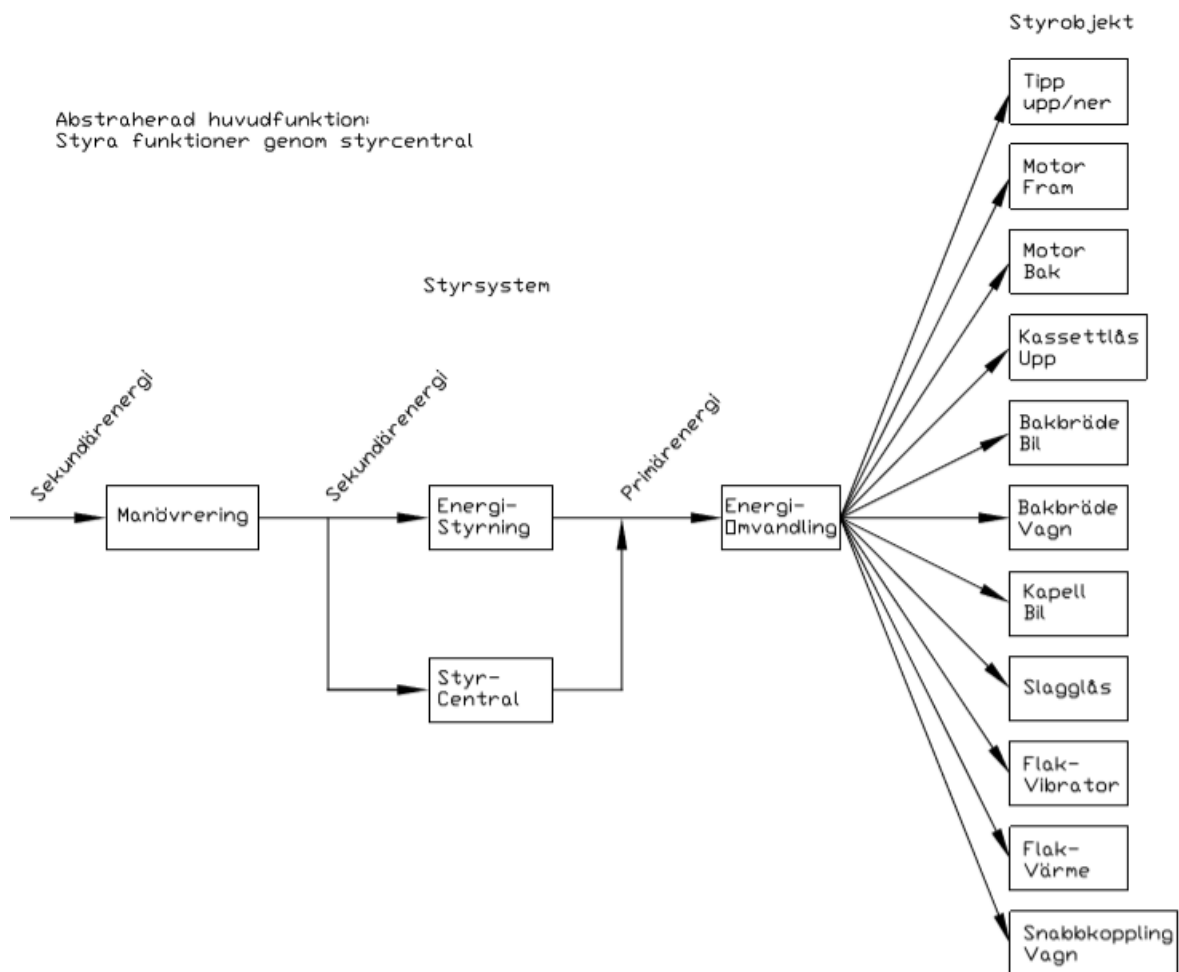 Styrobjekt
Abstraherad huvudfunktion:
Styra funktioner genom styrcentral
Styrsystem
Sekundärenergi
Manövrering
Sekundärenergi
Energi-
Styrning
Styr-
Central
Primärenergi
Energi-
Omvandling
Tipp
upp/ner
Motor
Fram
Motor
Bak
Kassettlås
Upp
Bakbräde
Bil
Bakbräde
Vagn
Kapell
Bil
Slagglås
Flak-
Vibrator
Flak-
Värme
Snabbkoppling
Vagn